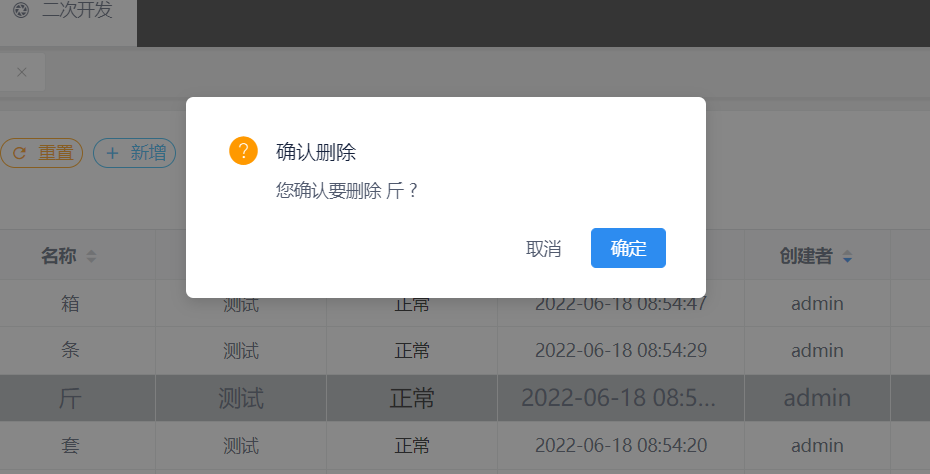 二次开发
重置
新增
确认删除
您确认要删除 斤 ?
取消
确定
名称
创建者
箱
测试
正常
2022-06-18 08:54:47
admin
条
测试
正常
2022-06-18 08:54:29
admin
斤
测试
正常
2022-06-18 08:5...
admin
套
测试
正常
2022-06-18 08:54:20
admin